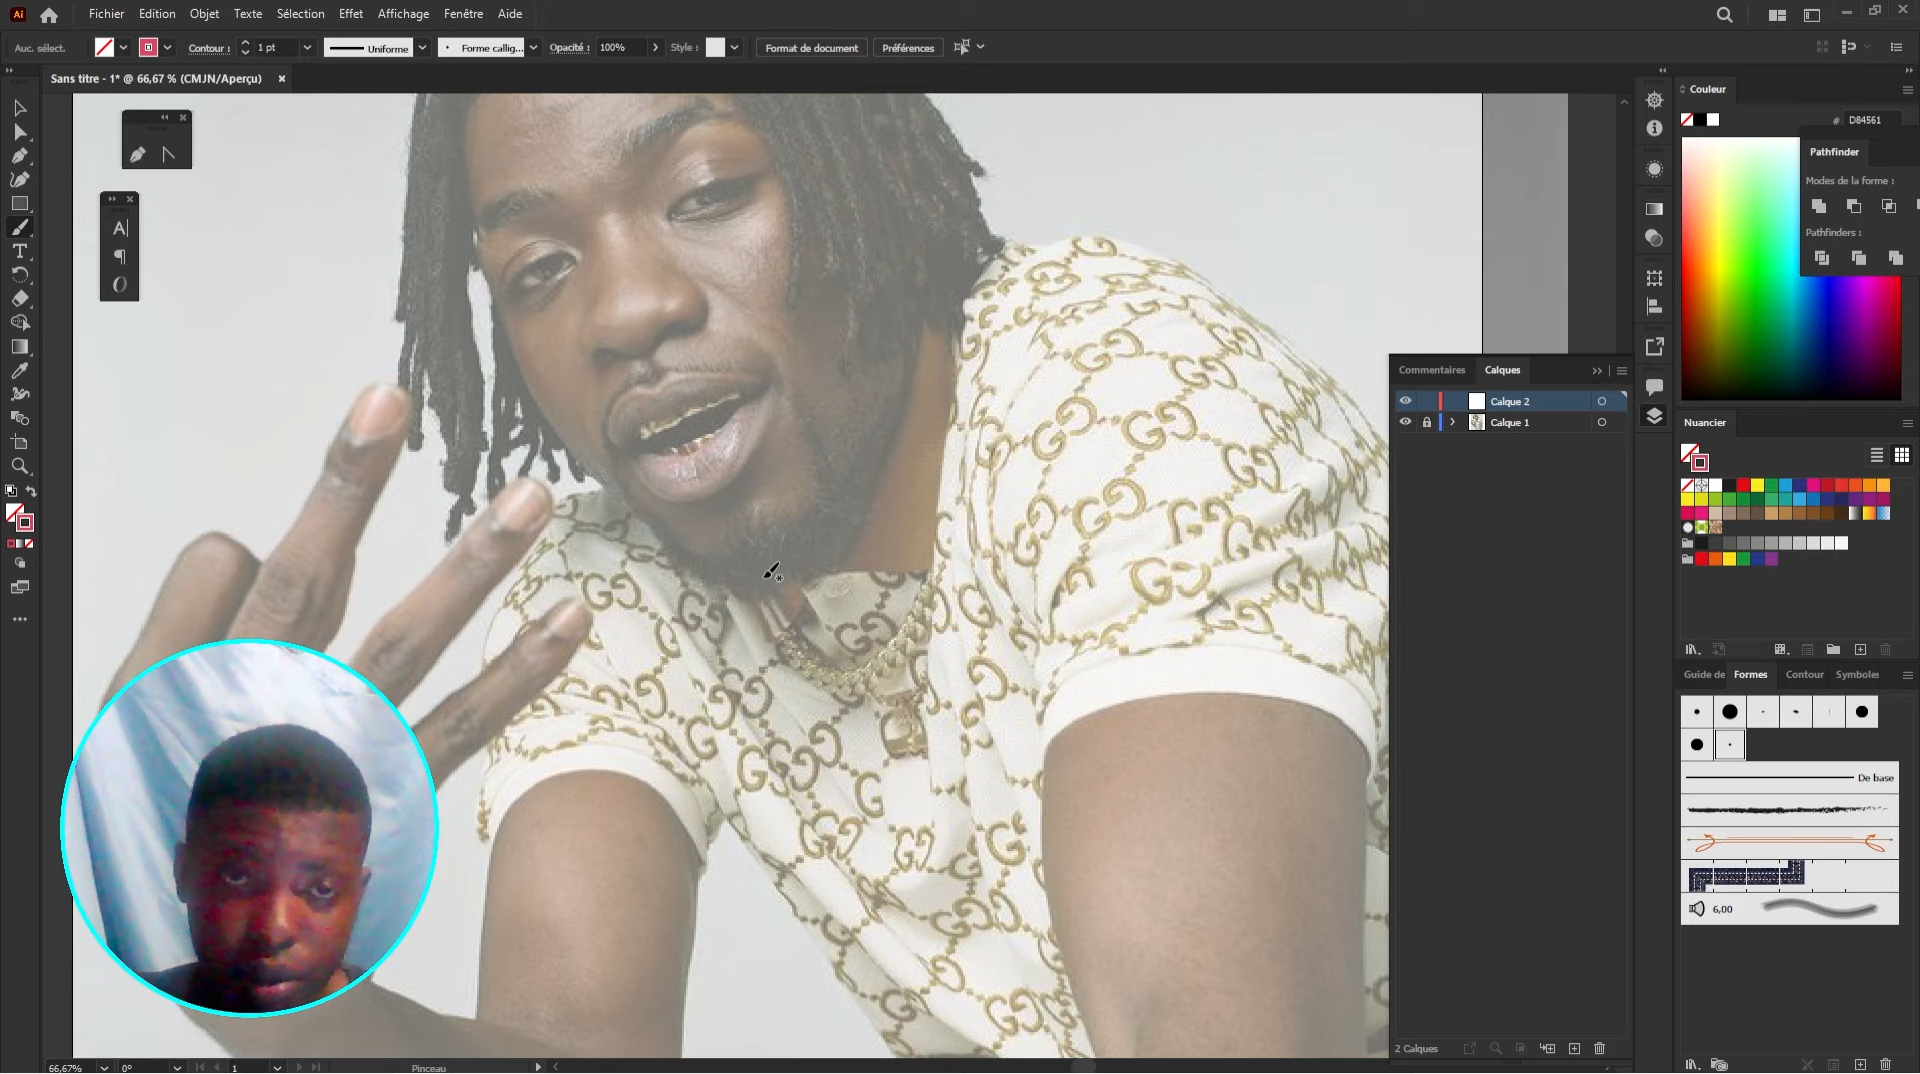 Ai Fichier Edition Objet Texte Sélection Effet Affichage Fenêtre Aide
Auc. sélect. Contour : 1 pt Uniforme Forme callig... Opacité : 100% Style : Format de document Préférences
Sans titre - 1* @ 66,67 % (CMJN/Aperçu)
Couleur
# D84561
Pathfinder
Modes de la forme :
Pathfinders :
Commentaires Calques
Calque 2
Calque 1
2 Calques
Nuancier
Guide de Formes Contour Symboles
De base
6,00
66,67% 0° 1 Pinceau